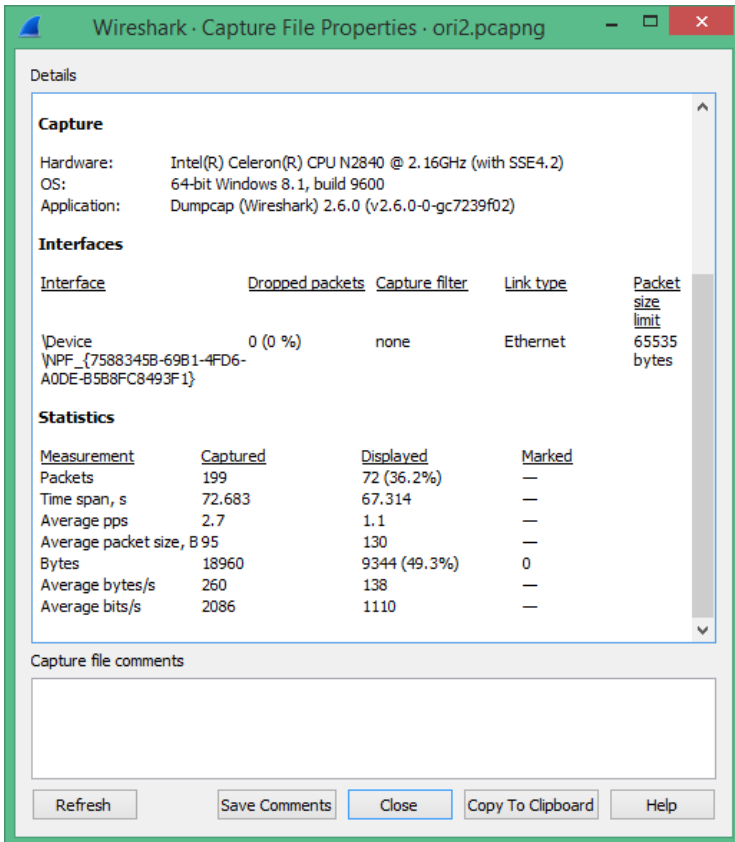 Wireshark · Capture File Properties · ori2.pcapng
Details
Capture
Hardware: Intel(R) Celeron(R) CPU N2840 @ 2.16GHz (with SSE4.2)
OS: 64-bit Windows 8.1, build 9600
Application: Dumpcap (Wireshark) 2.6.0 (v2.6.0-0-gc7239f02)
Interfaces
Interface Dropped packets Capture filter Link type Packet
size
limit
\Device 0 (0 %) none Ethernet 65535
\NPF_{7588345B-69B1-4FD6- bytes
A0DE-B5B8FC8493F1}
Statistics
Measurement Captured Displayed Marked
Packets 199 72 (36.2%) —
Time span, s 72.683 67.314 —
Average pps 2.7 1.1 —
Average packet size, B 95 130 —
Bytes 18960 9344 (49.3%) 0
Average bytes/s 260 138 —
Average bits/s 2086 1110 —
Capture file comments
Refresh Save Comments Close Copy To Clipboard Help